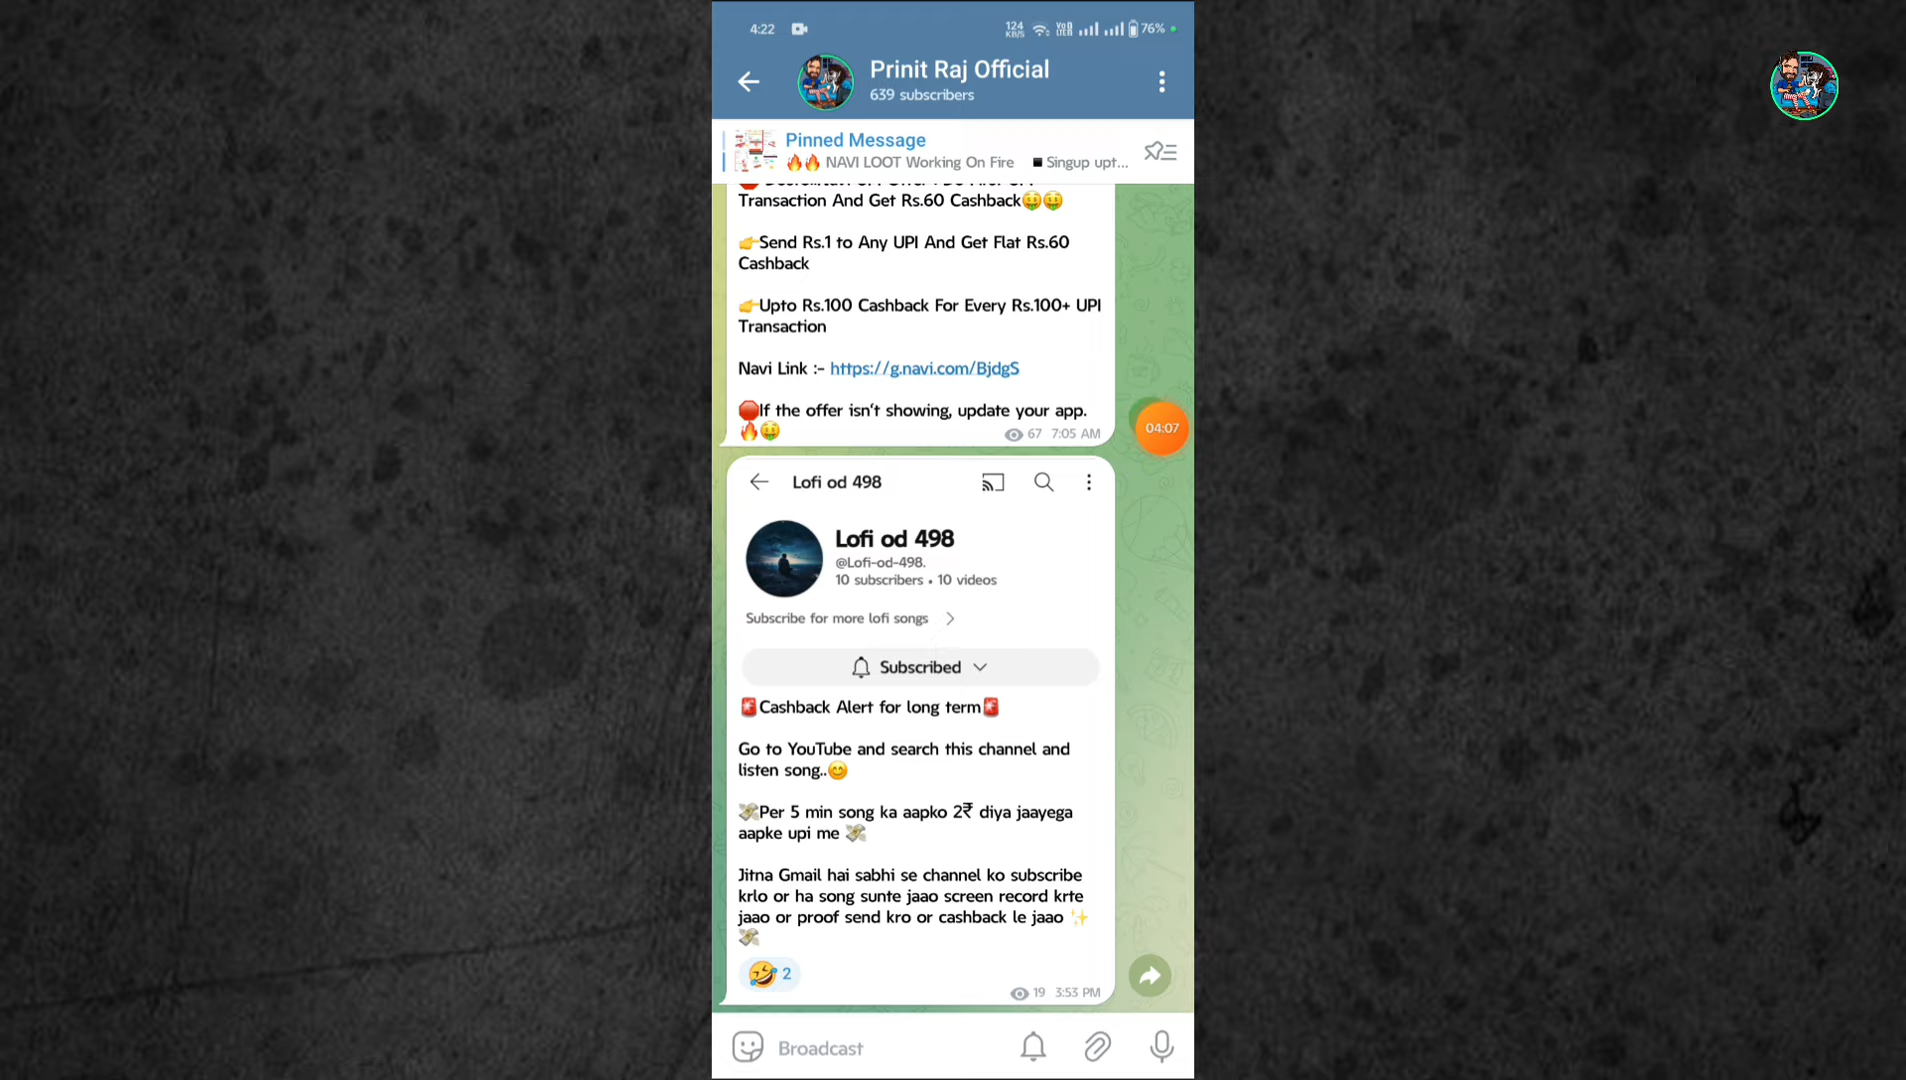 4:22
124 KB/S
VoD LTE
76%
Prinit Raj Official
639 subscribers
Pinned Message
🔥🔥 NAVI LOOT Working On Fire ⬛ Singup upt...
Transaction And Get Rs.60 Cashback🤑🤑
👉Send Rs.1 to Any UPI And Get Flat Rs.60
Cashback
👉Upto Rs.100 Cashback For Every Rs.100+ UPI
Transaction
Navi Link :- https://g.navi.com/BjdgS
🛑If the offer isn't showing, update your app.
🔥🤑
67 7:05 AM
04:07
Lofi od 498
Lofi od 498
@Lofi-od-498.
10 subscribers • 10 videos
Subscribe for more lofi songs
Subscribed
🚨Cashback Alert for long term🚨
Go to YouTube and search this channel and
listen song..😊
💸Per 5 min song ka aapko 2₹ diya jaayega
aapke upi me 💸
Jitna Gmail hai sabhi se channel ko subscribe
krlo or ha song sunte jaao screen record krte
jaao or proof send kro or cashback le jaao ✨
💸
🤣 2
19 3:53 PM
Broadcast